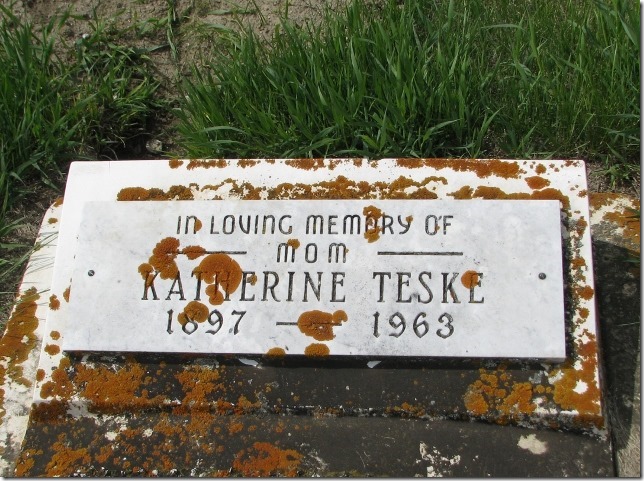 IN LOVING MEMORY OF
MOM
KATHERINE TESKE
1897 — 1963